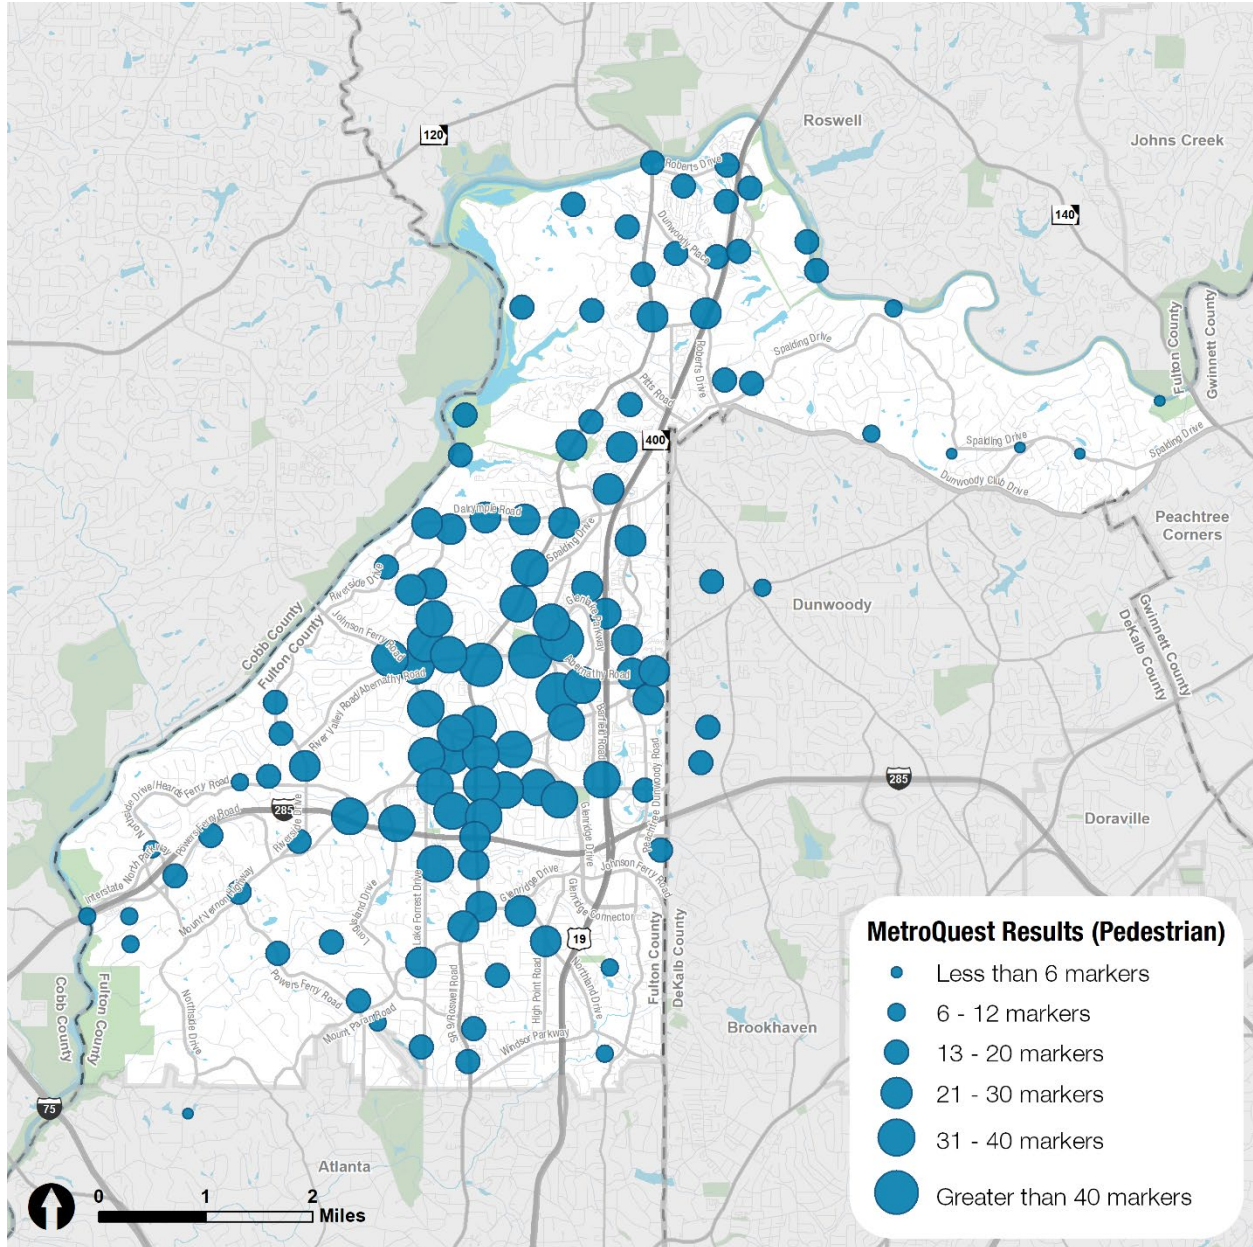 Roswell
Johns Creek
120
140
Roberts Drive
Dunwoody Place
Spalding Drive
Roberts Drive
Pitts Road
Fulton County
Gwinnett County
400
Spalding Drive
Spalding Drive
Dunwoody Club Drive
Dalrymple Road
Spalding Drive
Peachtree
Corners
Riverside Drive
Johnson Ferry Road
Glenlake Parkway
Dunwoody
Gwinnett County
DeKalb County
Cobb County
Fulton County
Abernathy Road
River Valley Road/Abernathy Road
Barfield Road
Peachtree Dunwoody Road
Northside Drive/Heards Ferry Road
285
285
Powers Ferry Road
Riverside Drive
Interstate North Parkway
Mount Vernon Highway
Doraville
Glenridge Drive
Johnson Ferry Road
Glenridge Drive
Glenridge Connector
Long Island Drive
Lake Forrest Drive
19
Fulton County
DeKalb County
Cobb County
Fulton County
Powers Ferry Road
Northside Drive
Mount Paran Road
SR 9/Roswell Road
High Point Road
Northland Drive
Windsor Parkway
Brookhaven
75
Atlanta
0 1 2
Miles
MetroQuest Results (Pedestrian)
Less than 6 markers
6 - 12 markers
13 - 20 markers
21 - 30 markers
31 - 40 markers
Greater than 40 markers